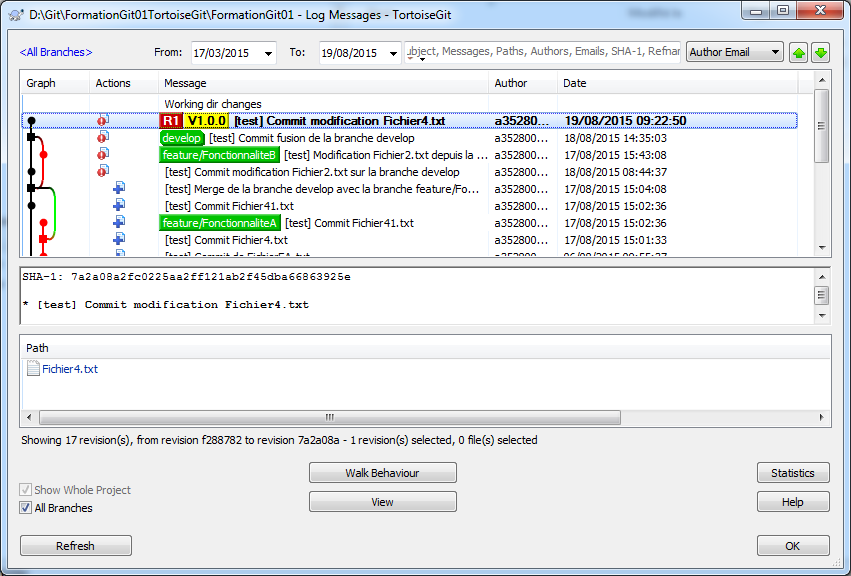 D:\Git\FormationGit01TortoiseGit\FormationGit01 - Log Messages - TortoiseGit
<All Branches> From: 17/03/2015 To: 19/08/2015 Messages, Paths, Authors, Emails, SHA-1, Author Email
Graph Actions Message Author Date
Working dir changes
R1 V1.0.0 [test] Commit modification Fichier4.txt a352800... 19/08/2015 09:22:50
develop [test] Commit fusion de la branche develop a352800... 18/08/2015 14:35:03
feature/FonctionnaliteB [test] Modification Fichier2.txt depuis la ... a352800... 17/08/2015 15:43:08
[test] Commit modification Fichier2.txt sur la branche develop a352800... 18/08/2015 08:44:37
[test] Merge de la branche develop avec la branche feature/Fo... a352800... 17/08/2015 15:04:08
[test] Commit Fichier41.txt a352800... 17/08/2015 15:02:36
feature/FonctionnaliteA [test] Commit Fichier41.txt a352800... 17/08/2015 15:02:36
[test] Commit Fichier4.txt a352800... 17/08/2015 15:01:33
SHA-1: 7a2a08a2fc0225aa2ff121ab2f45dba66863925e
* [test] Commit modification Fichier4.txt
Path
Fichier4.txt
Showing 17 revision(s), from revision f288782 to revision 7a2a08a - 1 revision(s) selected, 0 file(s) selected
Walk Behaviour Statistics
Show Whole Project
View Help
All Branches
Refresh OK